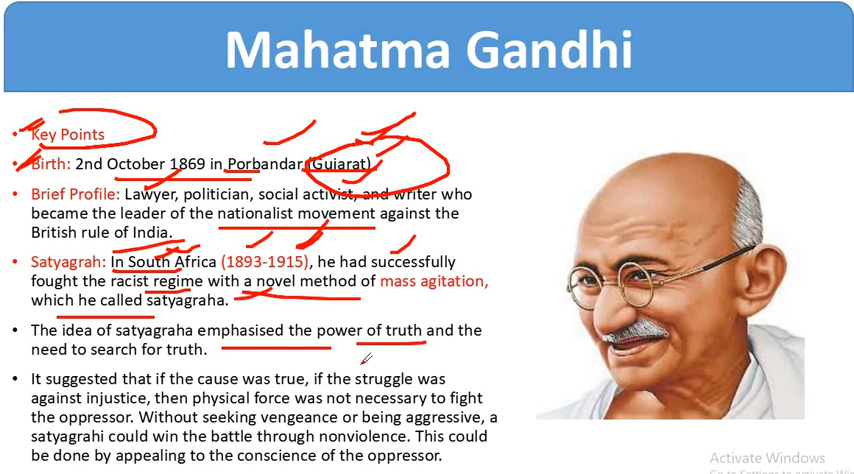 Mahatma Gandhi
• Key Points
• Birth: 2nd October 1869 in Porbandar (Gujarat)
• Brief Profile: Lawyer, politician, social activist, and writer who
became the leader of the nationalist movement against the
British rule of India.
• Satyagrah: In South Africa (1893-1915), he had successfully
fought the racist regime with a novel method of mass agitation,
which he called satyagraha.
• The idea of satyagraha emphasised the power of truth and the
need to search for truth.
• It suggested that if the cause was true, if the struggle was
against injustice, then physical force was not necessary to fight
the oppressor. Without seeking vengeance or being aggressive, a
satyagrahi could win the battle through nonviolence. This could
be done by appealing to the conscience of the oppressor.
Activate Windows
Go to Settings to activate